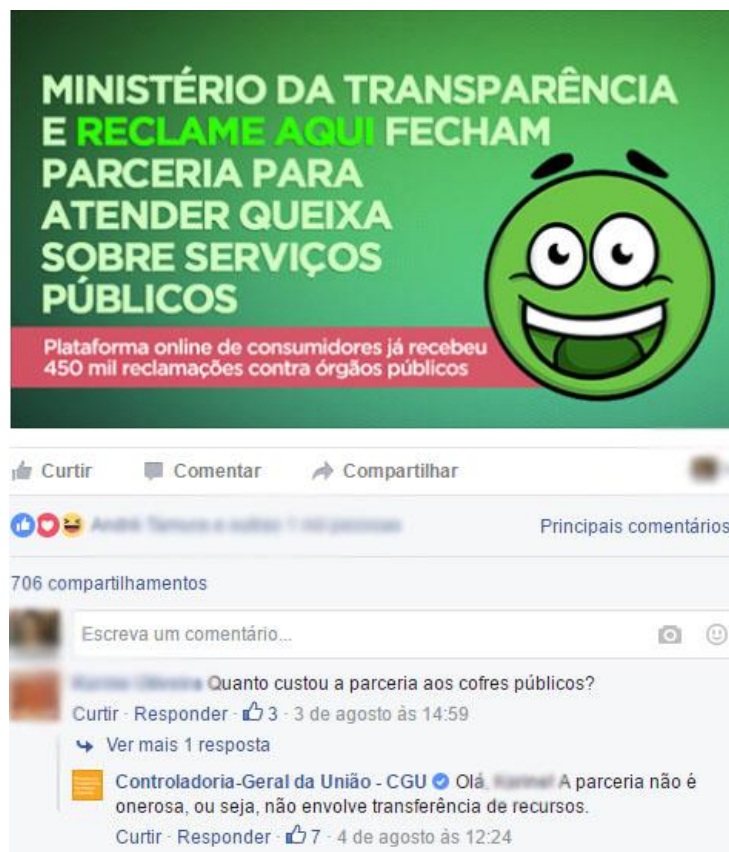 MINISTÉRIO DA TRANSPARÊNCIA
E RECLAME AQUI FECHAM
PARCERIA PARA
ATENDER QUEIXA
SOBRE SERVIÇOS
PÚBLICOS
Plataforma online de consumidores já recebeu
450 mil reclamações contra órgãos públicos
Curtir Comentar Compartilhar
Principais comentários
706 compartilhamentos
Escreva um comentário...
Quanto custou a parceria aos cofres públicos?
Curtir · Responder · 3 · 3 de agosto às 14:59
Ver mais 1 resposta
Controladoria-Geral da União - CGU Olá, A parceria não é
onerosa, ou seja, não envolve transferência de recursos.
Curtir · Responder · 7 · 4 de agosto às 12:24